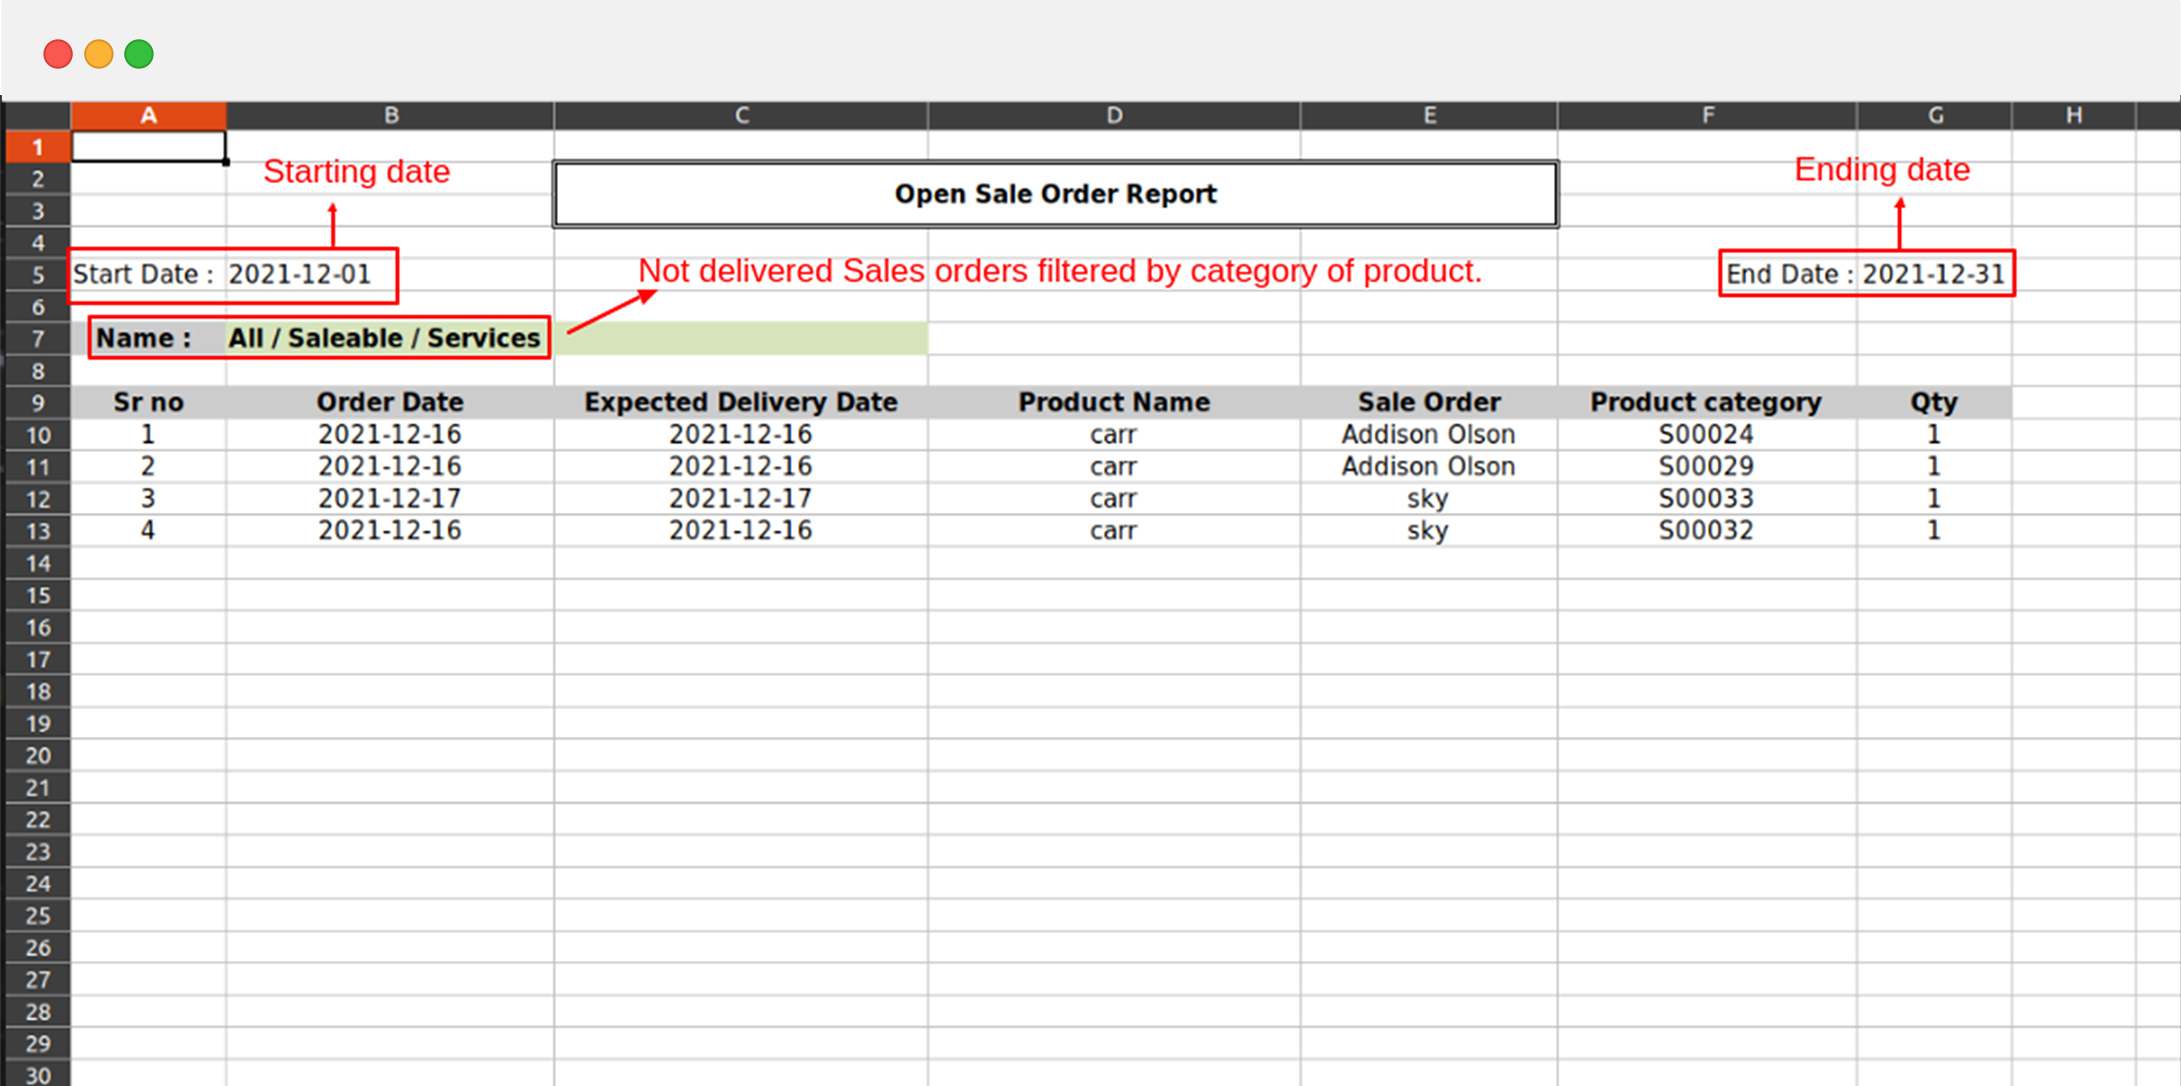 A B C D E F G H
1
Starting date Ending date
2
Open Sale Order Report
3
4
5 Start Date : 2021-12-01 Not delivered Sales orders filtered by category of product. End Date : 2021-12-31
6
7 Name : All / Saleable / Services
8
9 Sr no Order Date Expected Delivery Date Product Name Sale Order Product category Qty
10 1 2021-12-16 2021-12-16 carr Addison Olson S00024 1
11 2 2021-12-16 2021-12-16 carr Addison Olson S00029 1
12 3 2021-12-17 2021-12-17 carr sky S00033 1
13 4 2021-12-16 2021-12-16 carr sky S00032 1
14
15
16
17
18
19
20
21
22
23
24
25
26
27
28
29
30